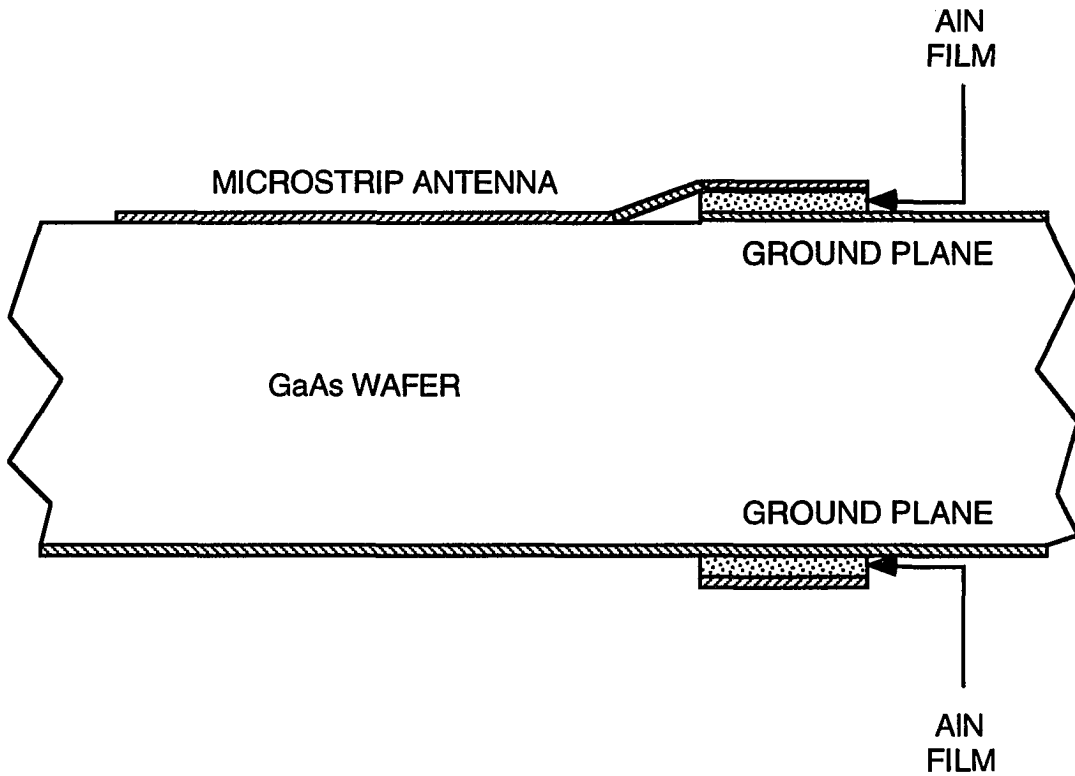 AlN
FILM
MICROSTRIP ANTENNA
GROUND PLANE
GaAs WAFER
GROUND PLANE
AlN
FILM